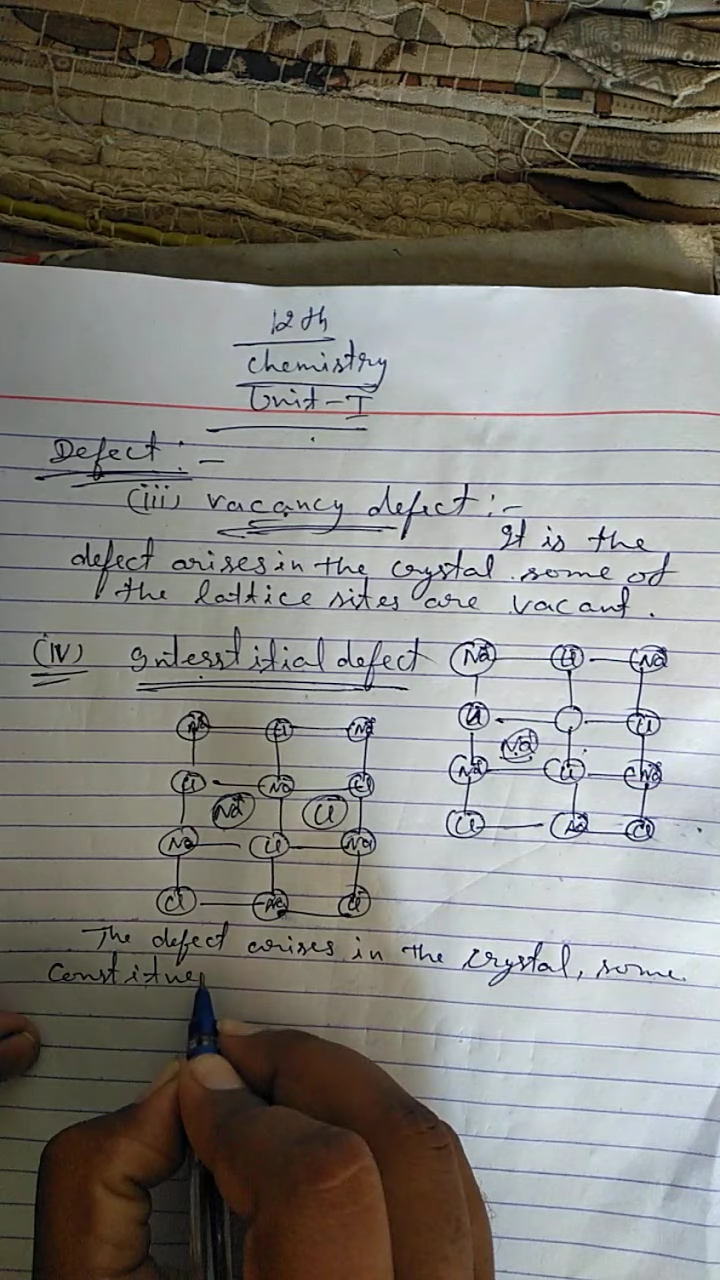 12th
Chemistry
Unit-I
Defect:-
(iii) vacancy defect:-
It is the
defect arises in the crystal some of
the lattice sites are vacant.
(iv) Interstitial defect
Na Cl Na
Cl Cl
Na
Na Cl Na
Cl Na Cl
Na Cl Na
Cl Na Cl
Na Cl
Na Cl Na
Cl Na Cl
The defect arises in the crystal, some
Constitue